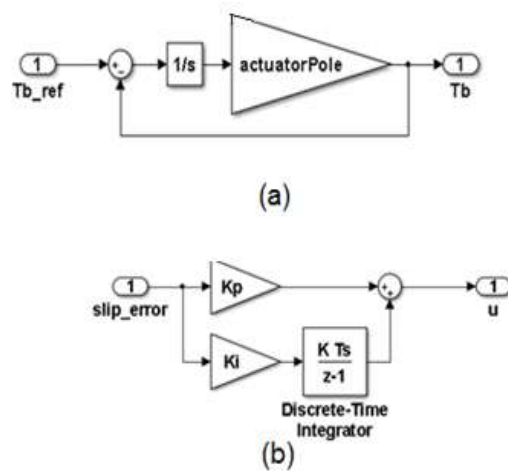 1
Tb_ref
+
−
1/s
actuatorPole
1
Tb
(a)
1
slip_error
Kp
Ki
K Ts
z-1
Discrete-Time
Integrator
+
+
1
u
(b)